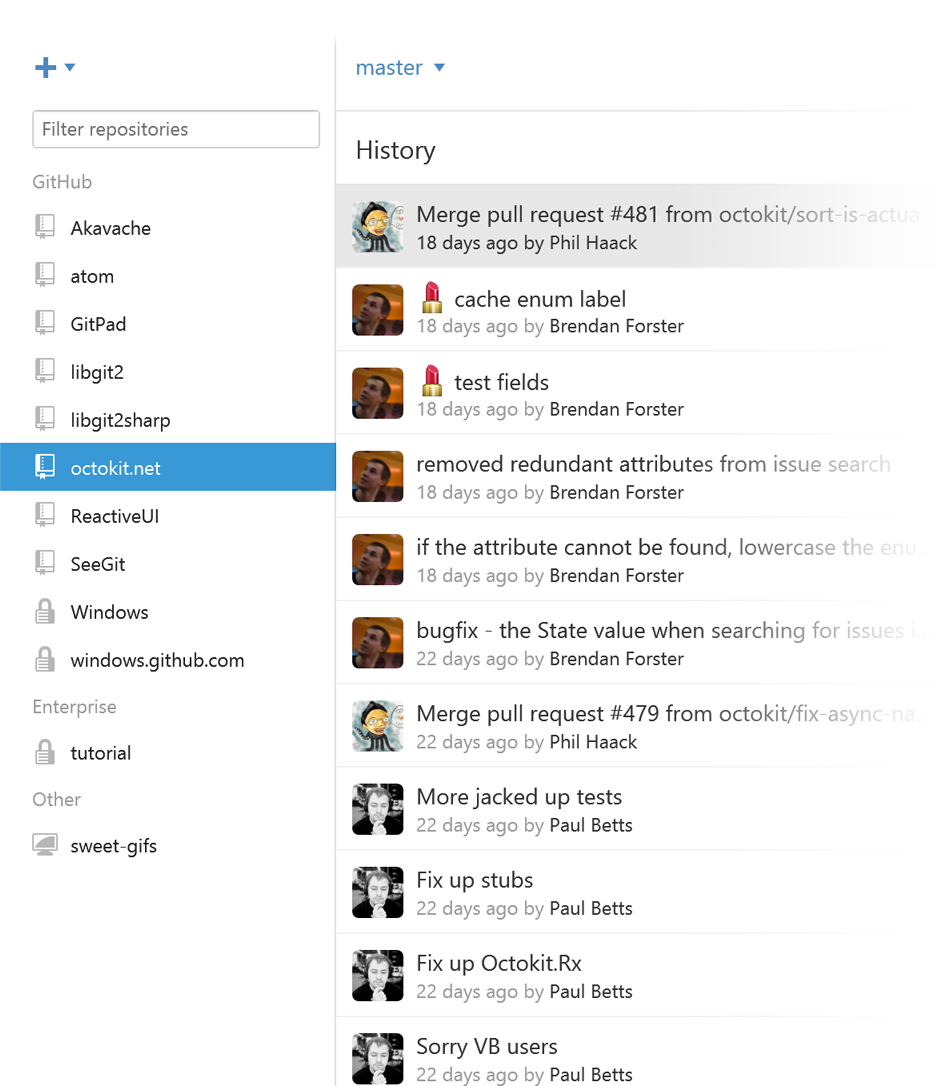 master
Filter repositories
GitHub
Akavache
atom
GitPad
libgit2
libgit2sharp
octokit.net
ReactiveUI
SeeGit
Windows
windows.github.com
Enterprise
tutorial
Other
sweet-gifs
History
Merge pull request #481 from octokit/sort-is-actua...
18 days ago by Phil Haack
💄 cache enum label
18 days ago by Brendan Forster
💄 test fields
18 days ago by Brendan Forster
removed redundant attributes from issue search
18 days ago by Brendan Forster
if the attribute cannot be found, lowercase the enu...
18 days ago by Brendan Forster
bugfix - the State value when searching for issues i...
22 days ago by Brendan Forster
Merge pull request #479 from octokit/fix-async-na...
22 days ago by Phil Haack
More jacked up tests
22 days ago by Paul Betts
Fix up stubs
22 days ago by Paul Betts
Fix up Octokit.Rx
22 days ago by Paul Betts
Sorry VB users
22 days ago by Paul Betts